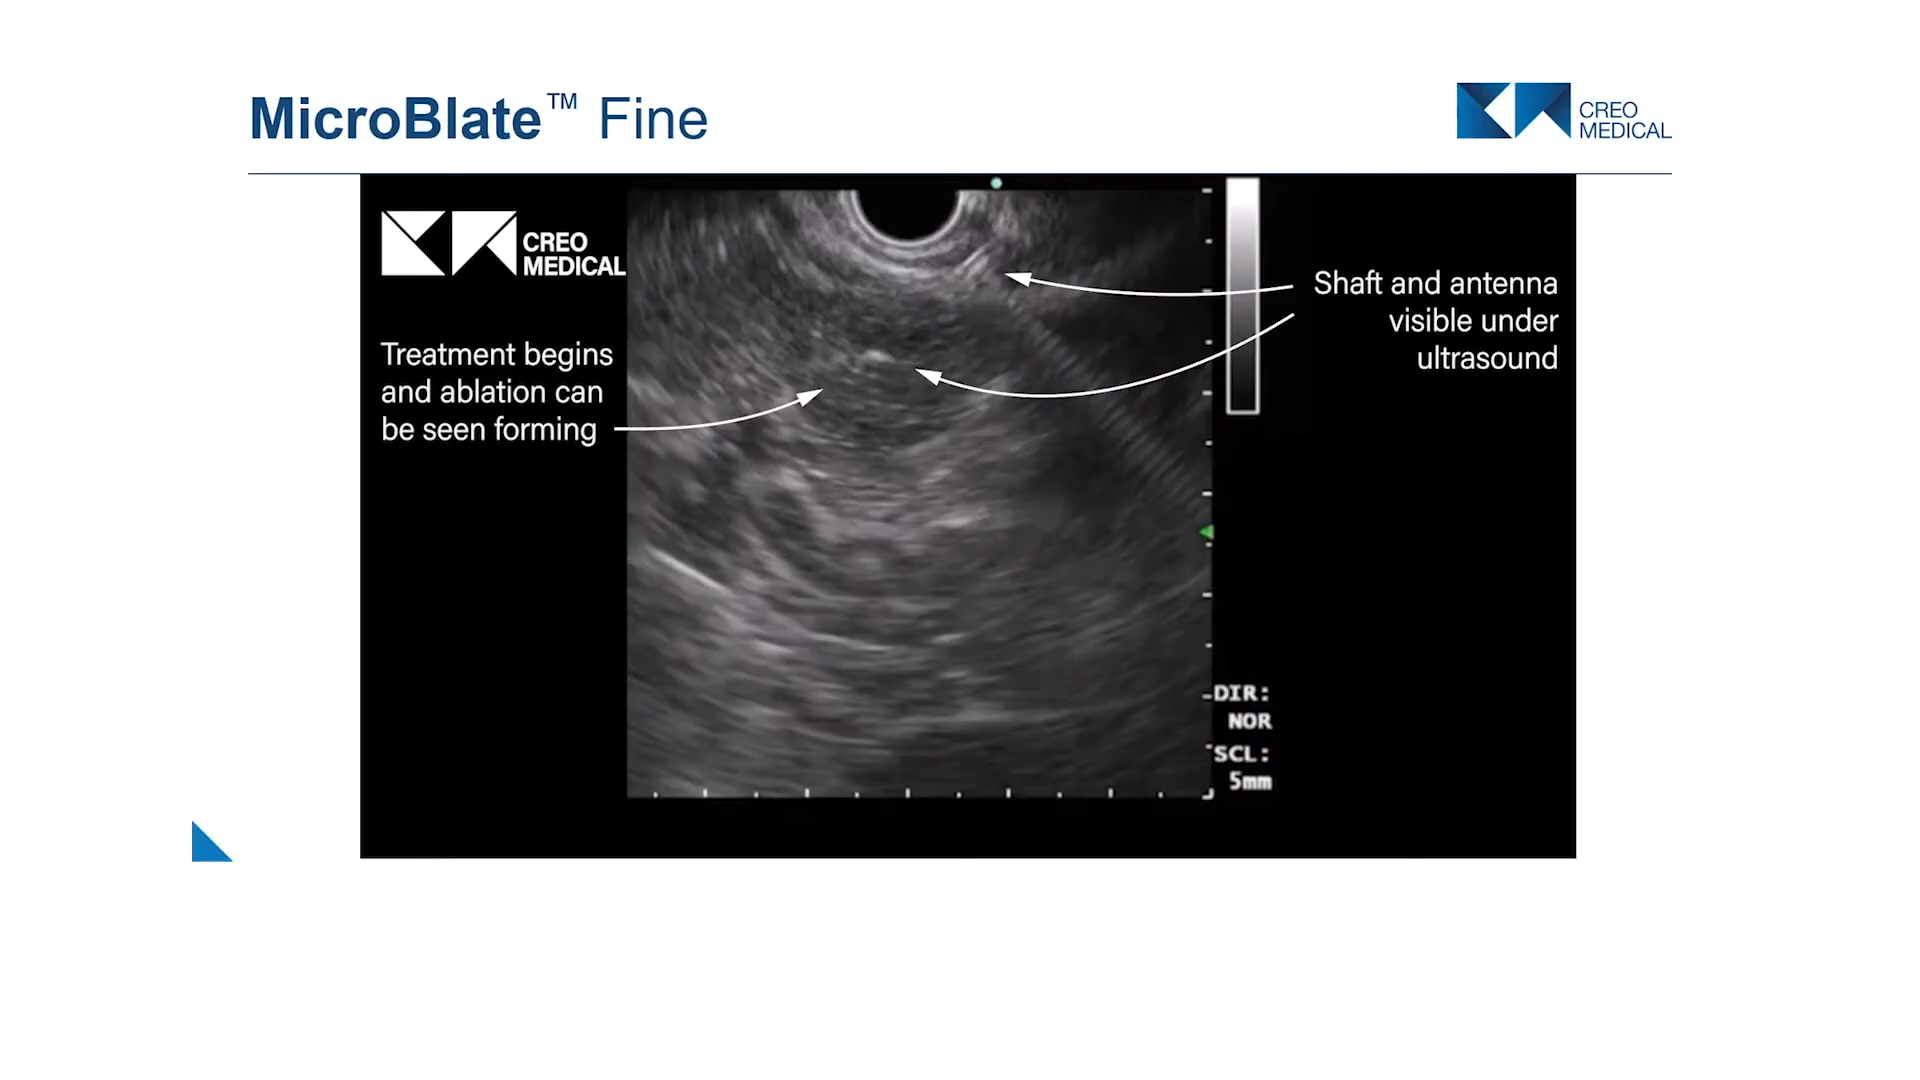 MicroBlate™ Fine
CREO
MEDICAL
CREO
MEDICAL
Treatment begins
and ablation can
be seen forming
Shaft and antenna
visible under
ultrasound
DIR:
NOR
SCL:
5mm